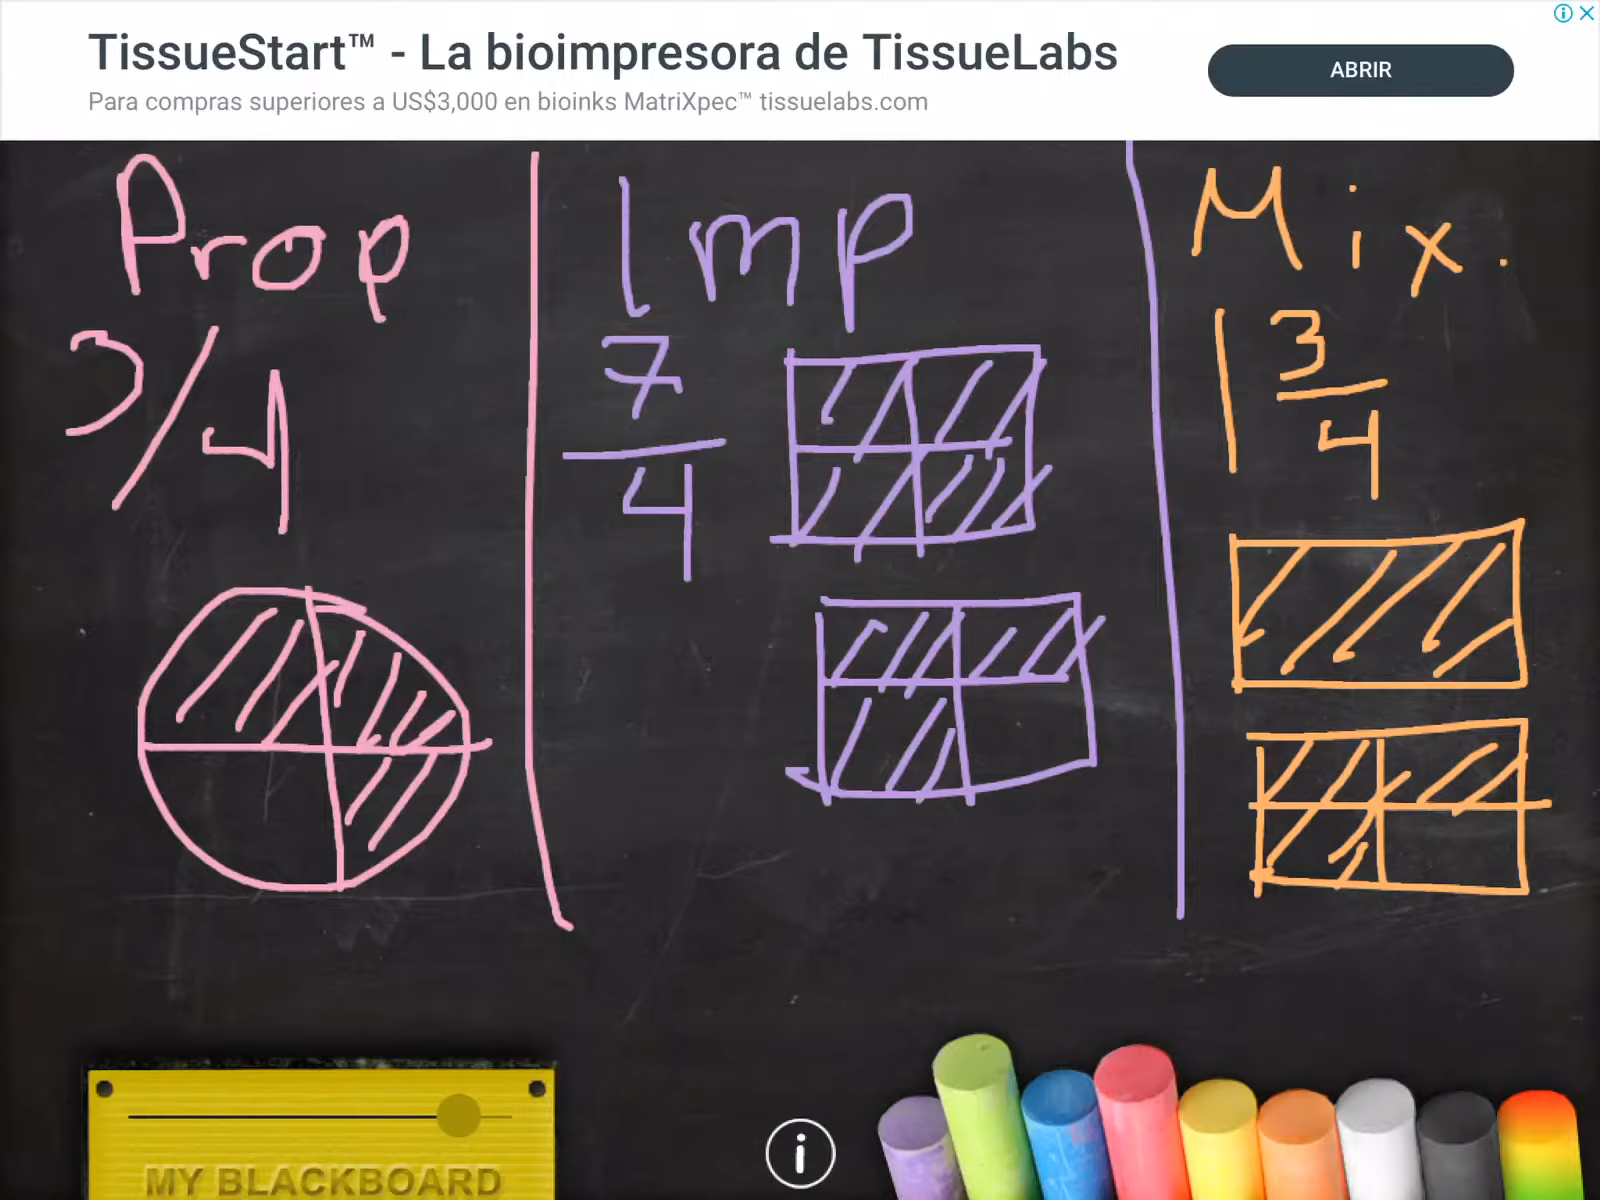 TissueStart™ - La bioimpresora de TissueLabs
Para compras superiores a US$3,000 en bioinks MatriXpec™ tissuelabs.com
ABRIR
Prop
3/4
Imp
7
4
Mix.
1 3
4
MY BLACKBOARD